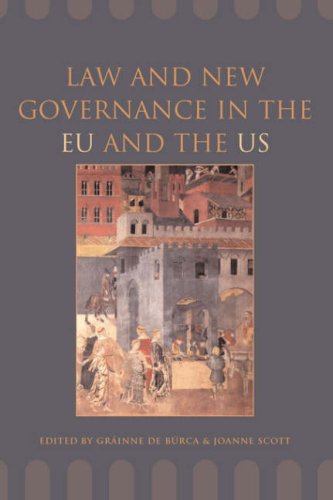 LAW AND NEW
GOVERNANCE IN THE
EU AND THE US
EDITED BY GRÁINNE DE BÚRCA & JOANNE SCOTT